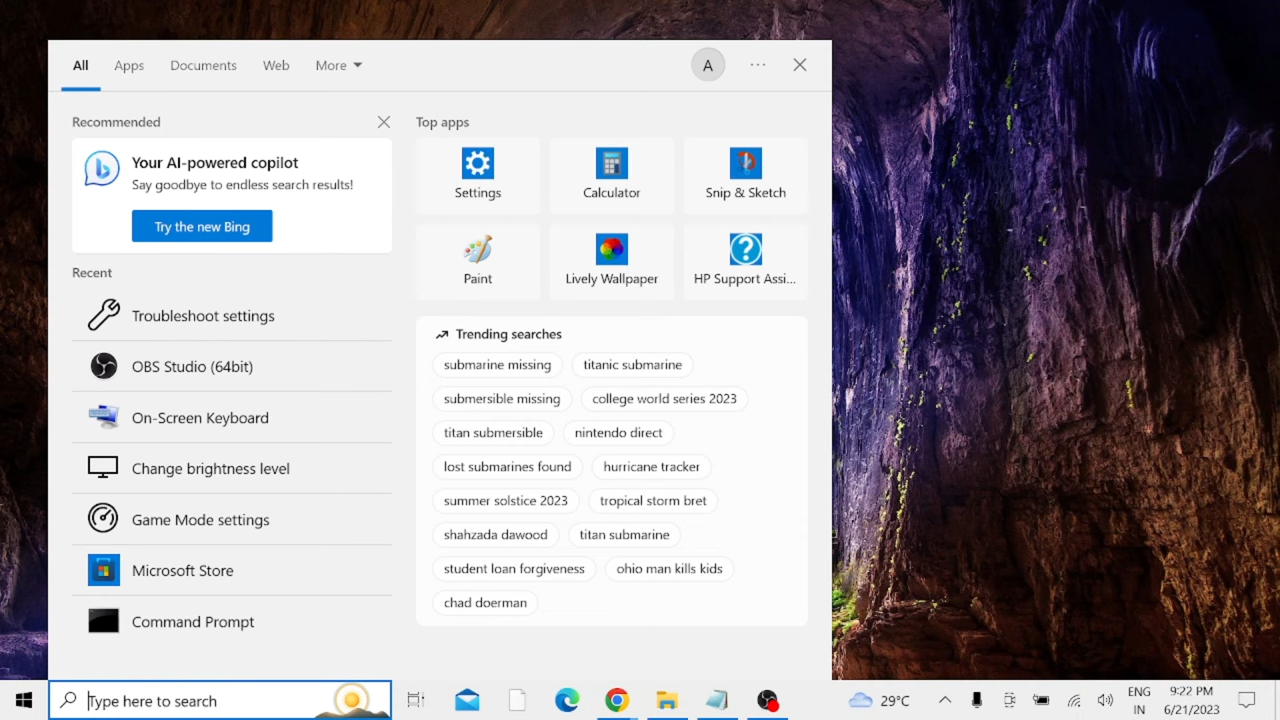 All
Apps
Documents
Web
More
A
...
Recommended
Your AI-powered copilot
Say goodbye to endless search results!
Try the new Bing
Recent
Troubleshoot settings
OBS Studio (64bit)
On-Screen Keyboard
Change brightness level
Game Mode settings
Microsoft Store
Command Prompt
Top apps
Settings
Calculator
Snip & Sketch
Paint
Lively Wallpaper
HP Support Assi...
Trending searches
submarine missing
titanic submarine
submersible missing
college world series 2023
titan submersible
nintendo direct
lost submarines found
hurricane tracker
summer solstice 2023
tropical storm bret
shahzada dawood
titan submarine
student loan forgiveness
ohio man kills kids
chad doerman
Type here to search
29°C
ENG
IN
9:22 PM
6/21/2023